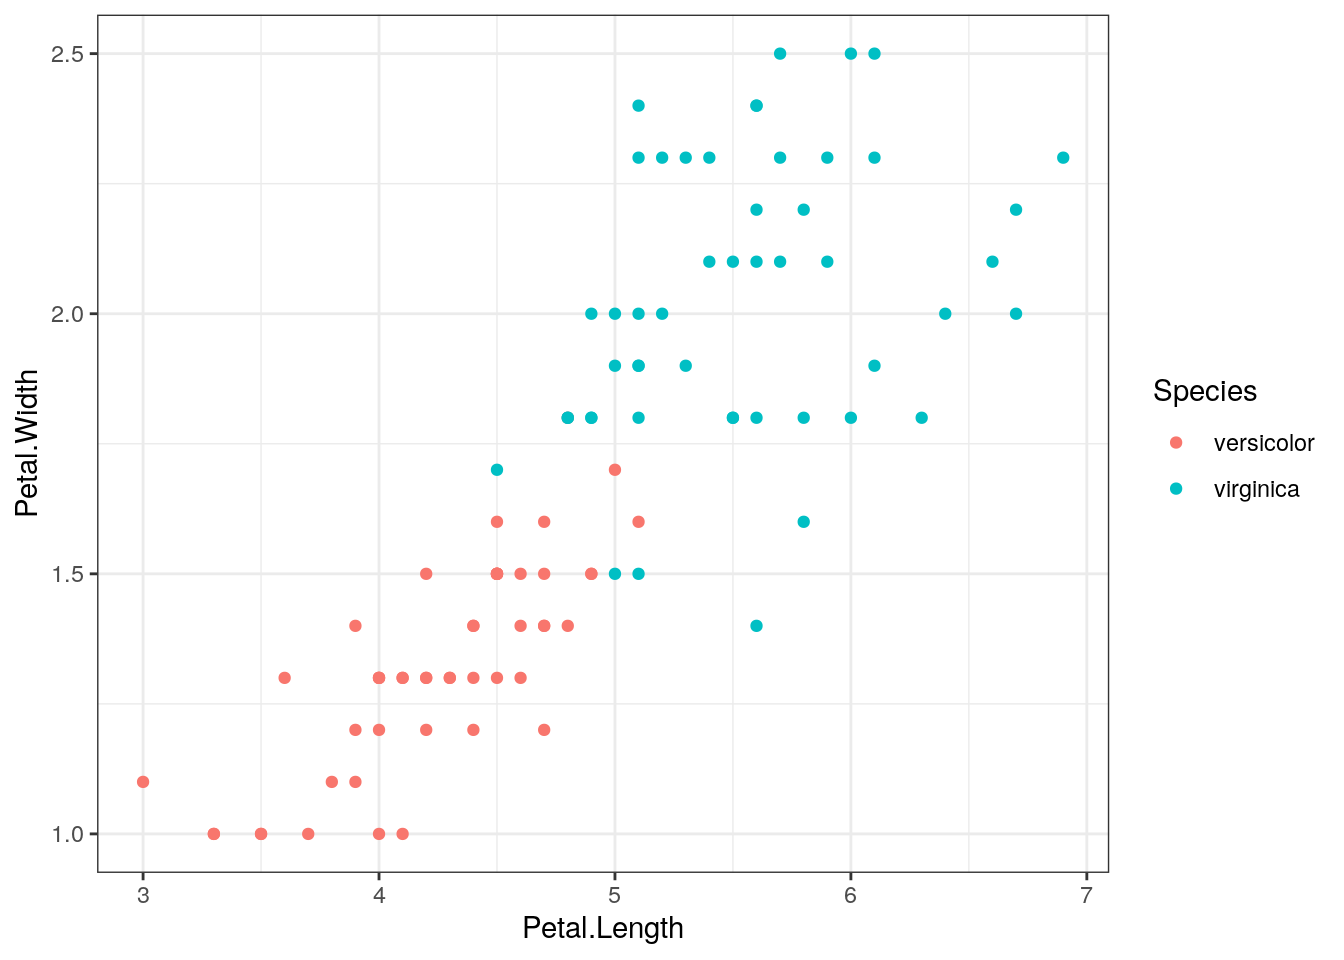 2.5
2.0
1.5
1.0
Petal.Width
3 4 5 6 7
Petal.Length
Species
versicolor
virginica